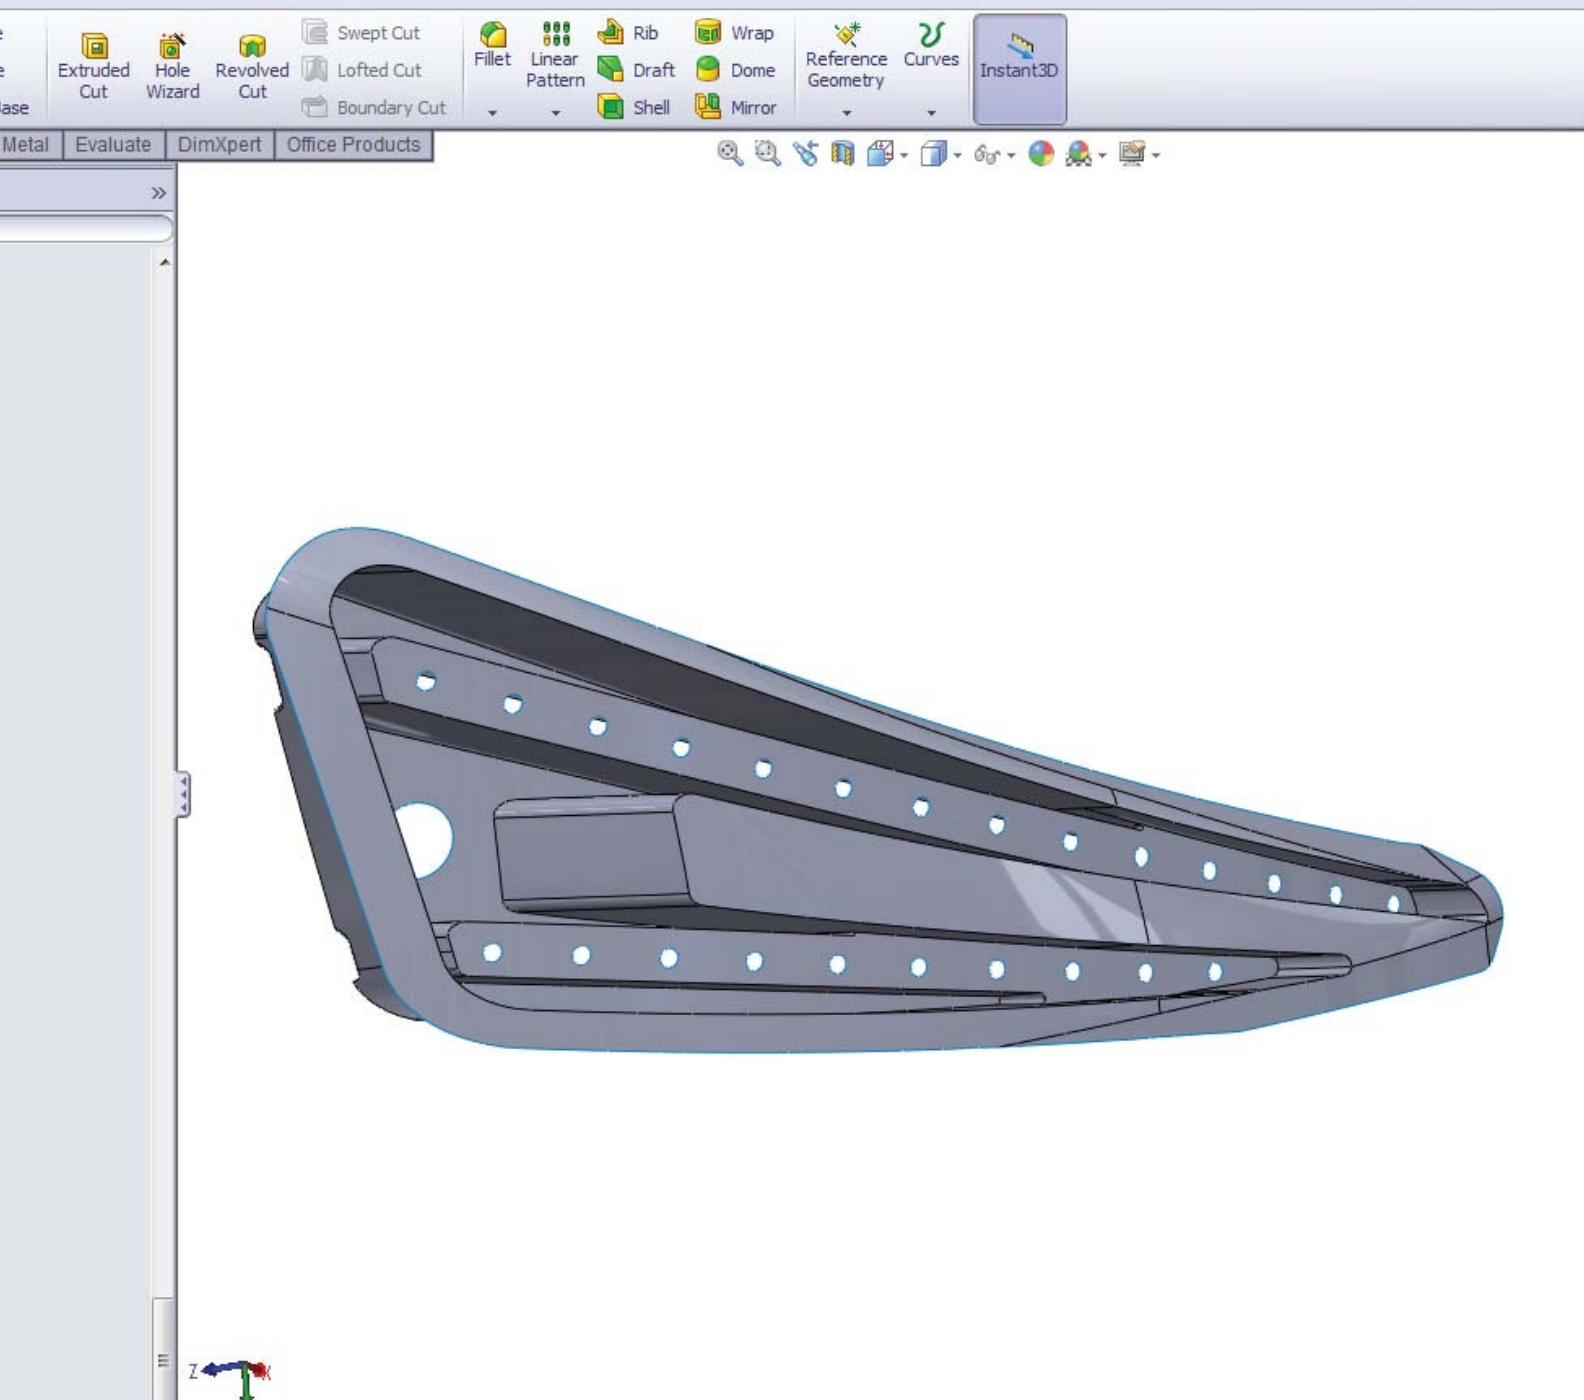 Extruded Cut
Hole Wizard
Revolved Cut
Swept Cut
Lofted Cut
Boundary Cut
Fillet
Linear Pattern
Rib
Draft
Shell
Wrap
Dome
Mirror
Reference Geometry
Curves
Instant3D
Metal
Evaluate
DimXpert
Office Products
Z
X